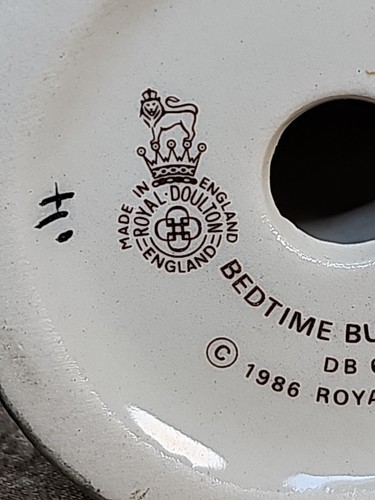 MADE IN ENGLAND
ROYAL · DOULTON
ENGLAND
BEDTIME BU
DB
© 1986 ROYA